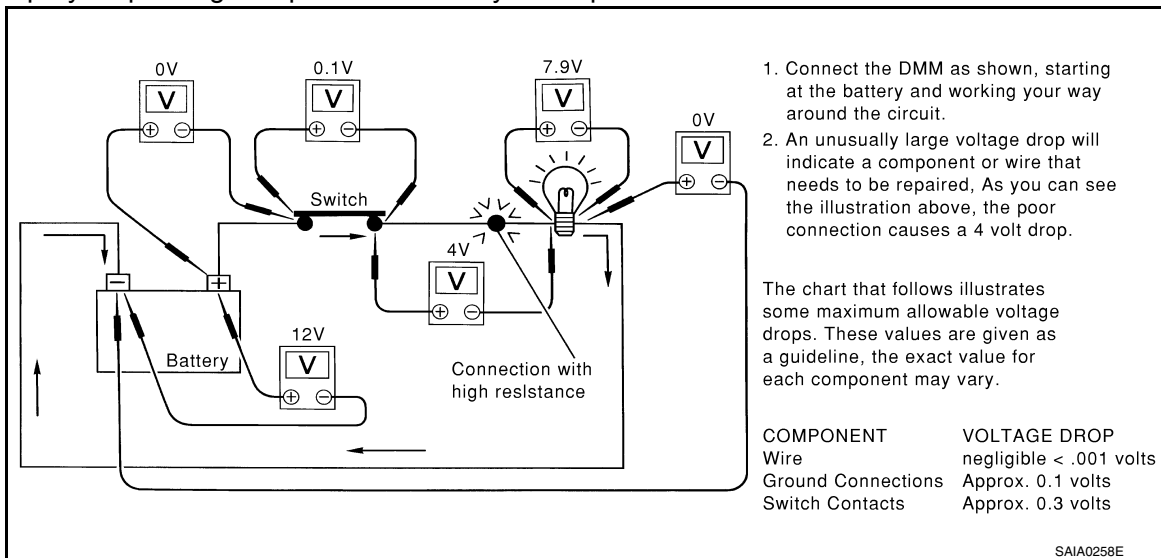 0V
0.1V
7.9V
0V
V
V
V
V
+ −
+ −
+ −
+ −
Switch
4V
V
+ −
− +
Battery
12V
V
+ −
Connection with
high resIstance
1. Connect the DMM as shown, starting
at the battery and working your way
around the circuit.
2. An unusually large voltage drop will
indicate a component or wire that
needs to be repaired, As you can see
the illustration above, the poor
connection causes a 4 volt drop.
The chart that follows illustrates
some maximum allowable voltage
drops. These values are given as
a guideline, the exact value for
each component may vary.
COMPONENT VOLTAGE DROP
Wire negligible < .001 volts
Ground Connections Approx. 0.1 volts
Switch Contacts Approx. 0.3 volts
SAIA0258E